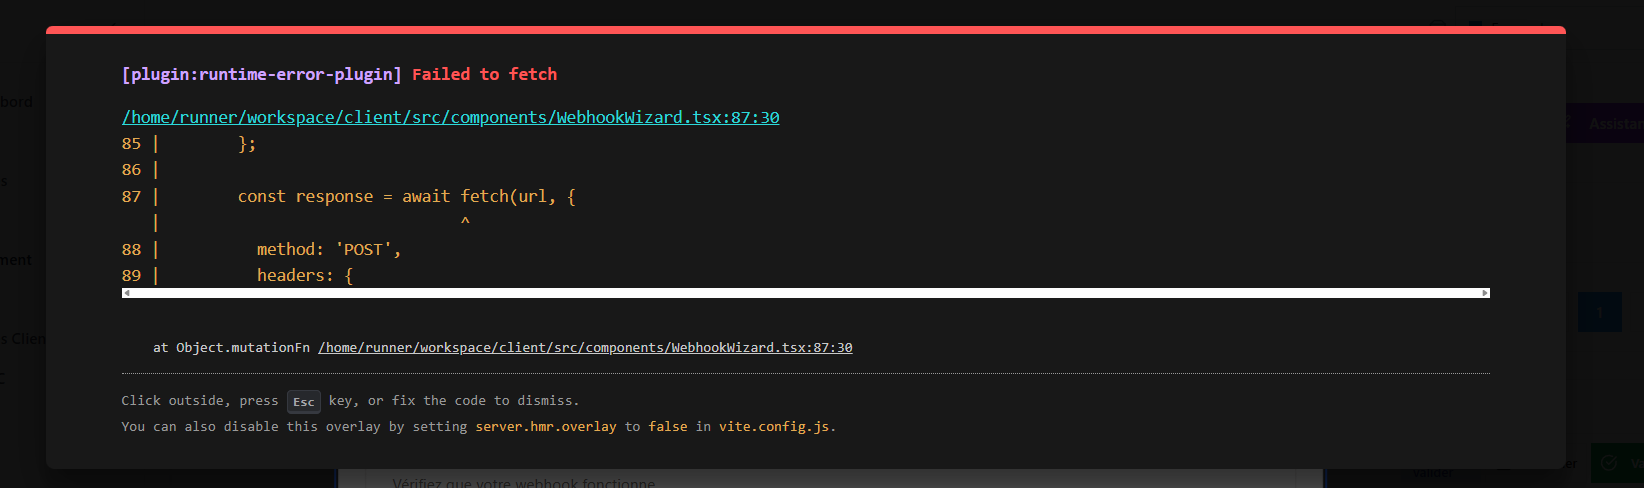 [plugin:runtime-error-plugin] Failed to fetch
bord
/home/runner/workspace/client/src/components/WebhookWizard.tsx:87:30
Assista
85 |        };
86 |
87 |        const response = await fetch(url, {
   |                               ^
88 |          method: 'POST',
ment
89 |          headers: {
1
s Clien
at Object.mutationFn /home/runner/workspace/client/src/components/WebhookWizard.tsx:87:30
Click outside, press Esc key, or fix the code to dismiss.
You can also disable this overlay by setting server.hmr.overlay to false in vite.config.js.
er
Vérifiez que votre webhook fonctionne